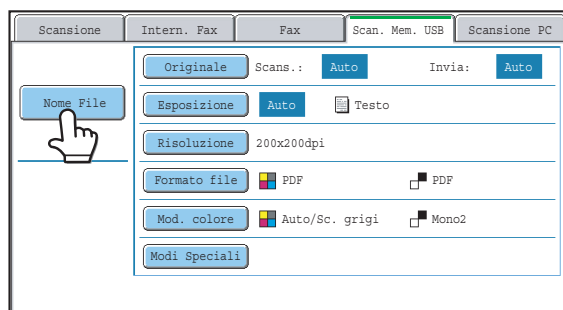 Scansione Intern. Fax Fax Scan. Mem. USB Scansione PC
Originale Scans.: Auto Invia: Auto
Nome File Esposizione Auto Testo
Risoluzione 200x200dpi
Formato file PDF PDF
Mod. colore Auto/Sc. grigi Mono2
Modi Speciali